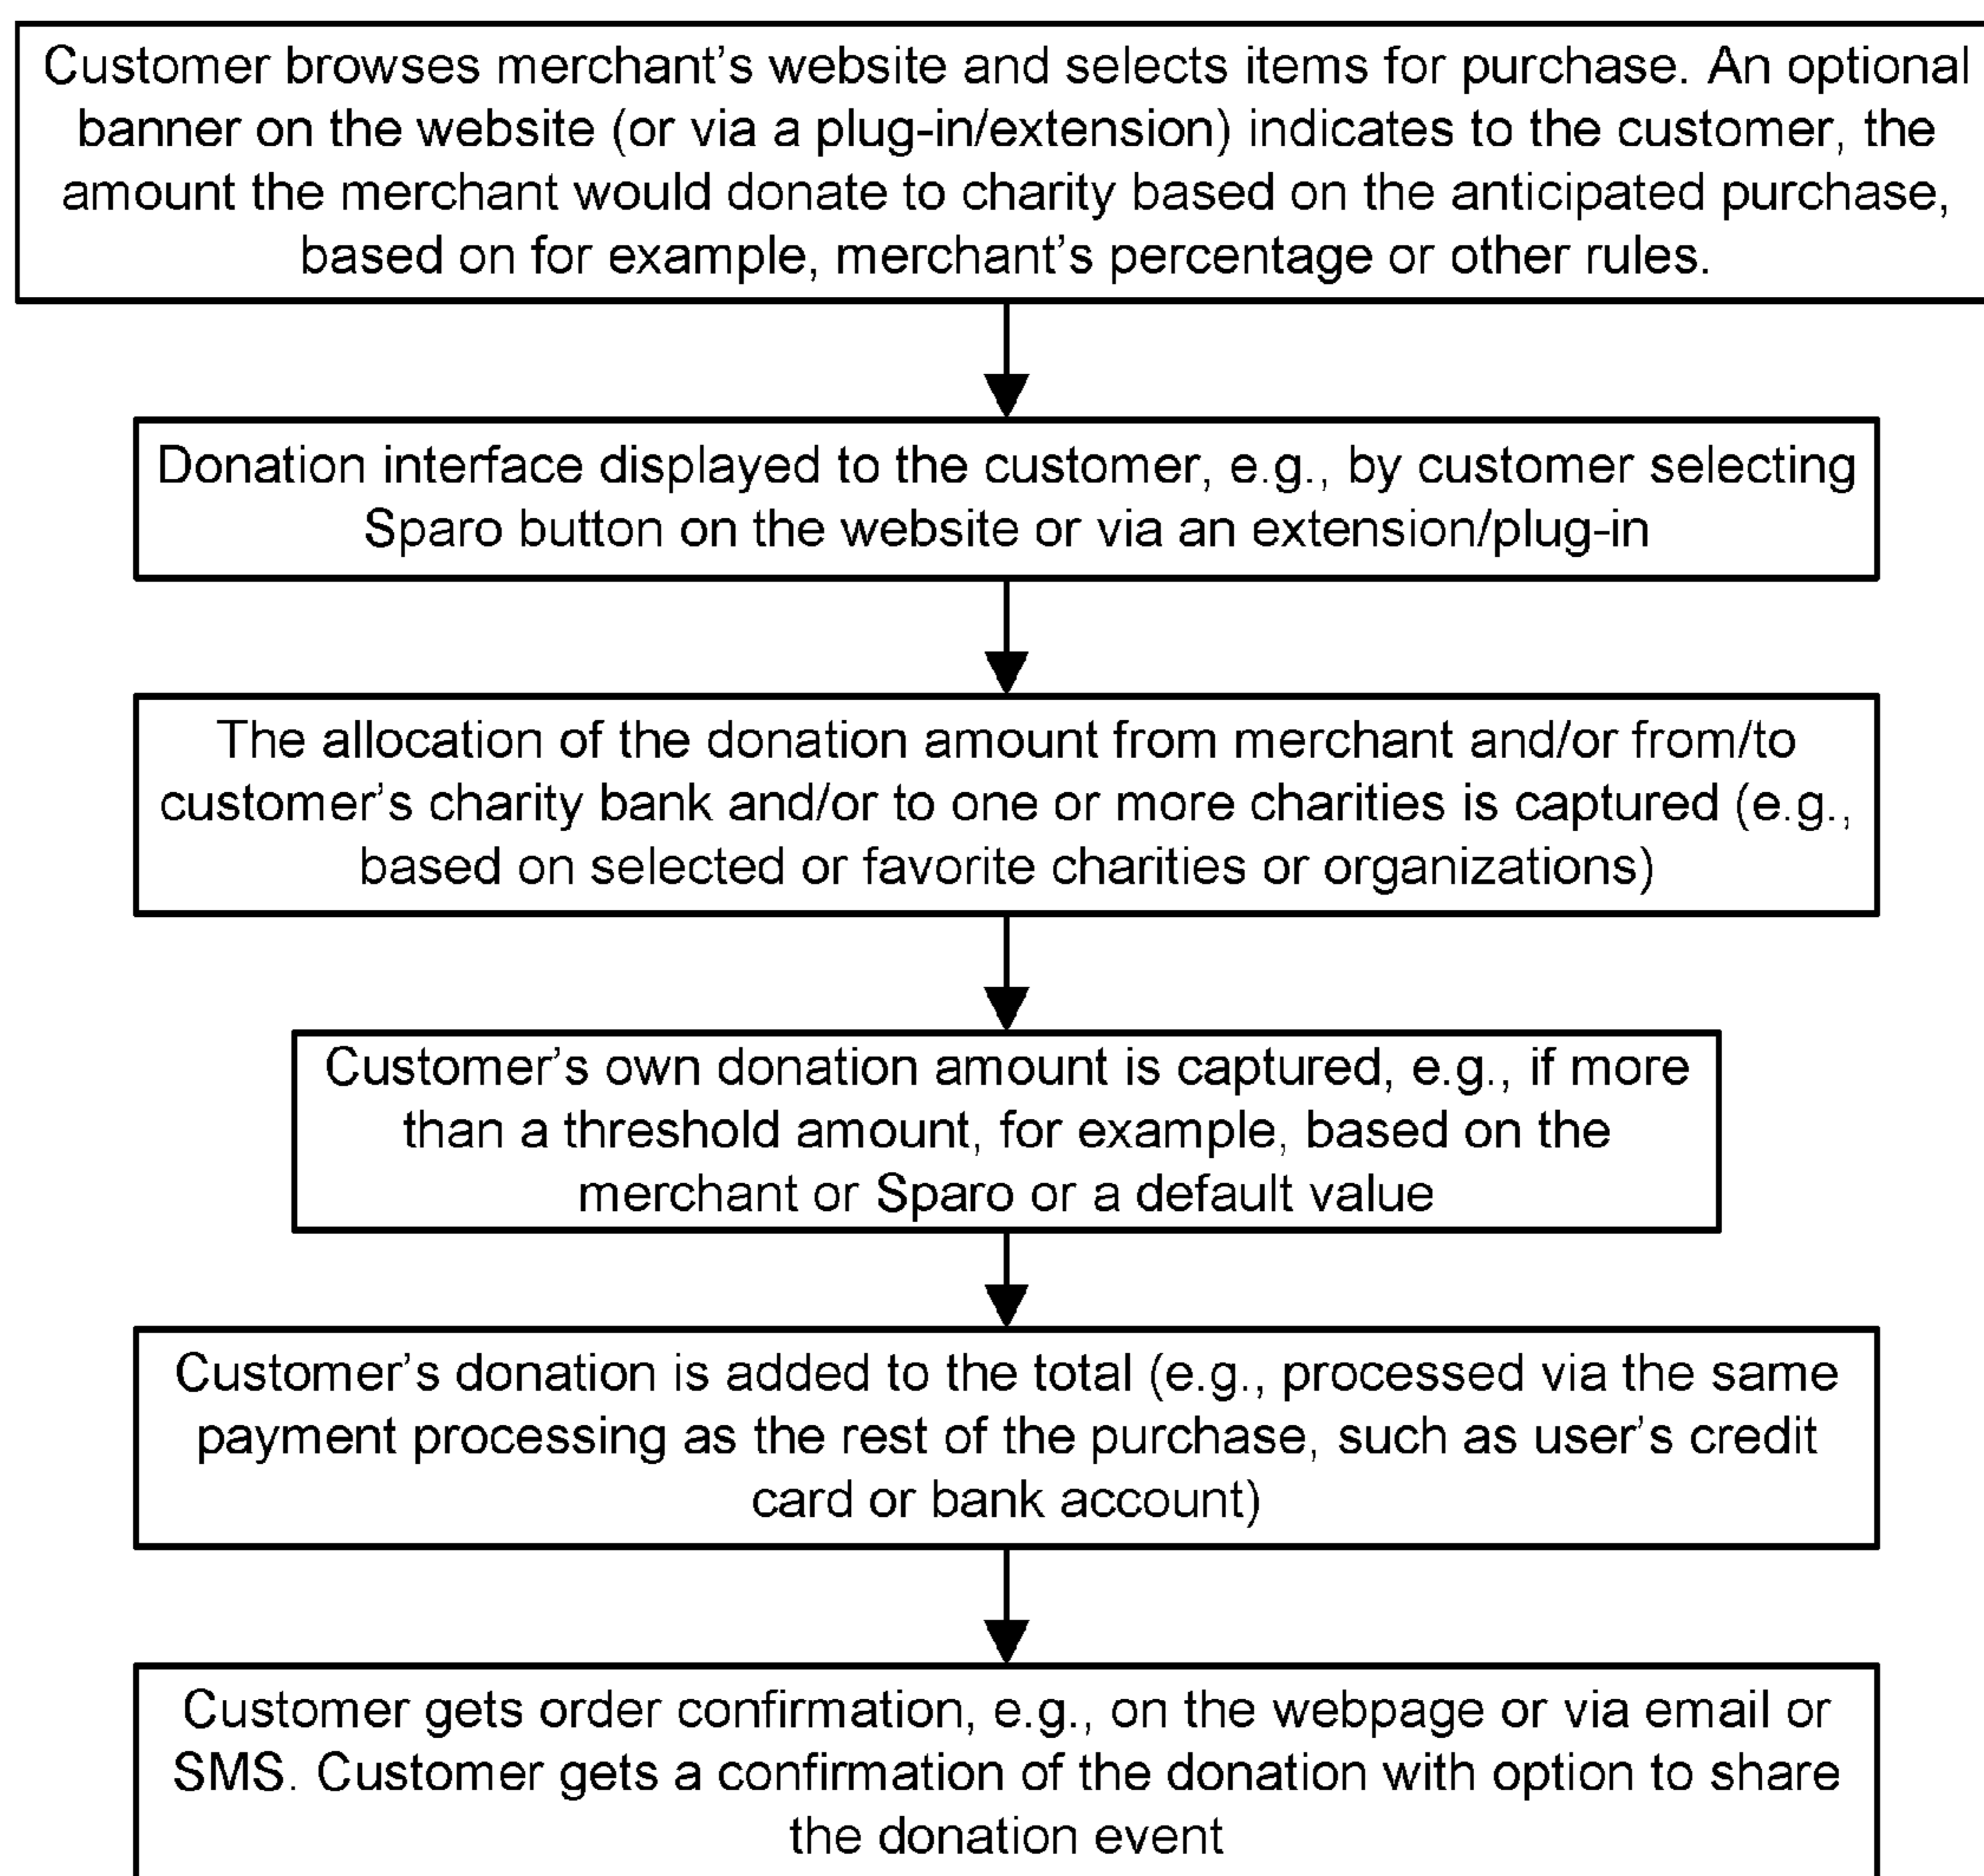 Customer browses merchant's website and selects items for purchase. An optional
banner on the website (or via a plug-in/extension) indicates to the customer, the
amount the merchant would donate to charity based on the anticipated purchase,
based on for example, merchant's percentage or other rules.
Donation interface displayed to the customer, e.g., by customer selecting
Sparo button on the website or via an extension/plug-in
The allocation of the donation amount from merchant and/or from/to
customer's charity bank and/or to one or more charities is captured (e.g.,
based on selected or favorite charities or organizations)
Customer's own donation amount is captured, e.g., if more
than a threshold amount, for example, based on the
merchant or Sparo or a default value
Customer's donation is added to the total (e.g., processed via the same
payment processing as the rest of the purchase, such as user's credit
card or bank account)
Customer gets order confirmation, e.g., on the webpage or via email or
SMS. Customer gets a confirmation of the donation with option to share
the donation event